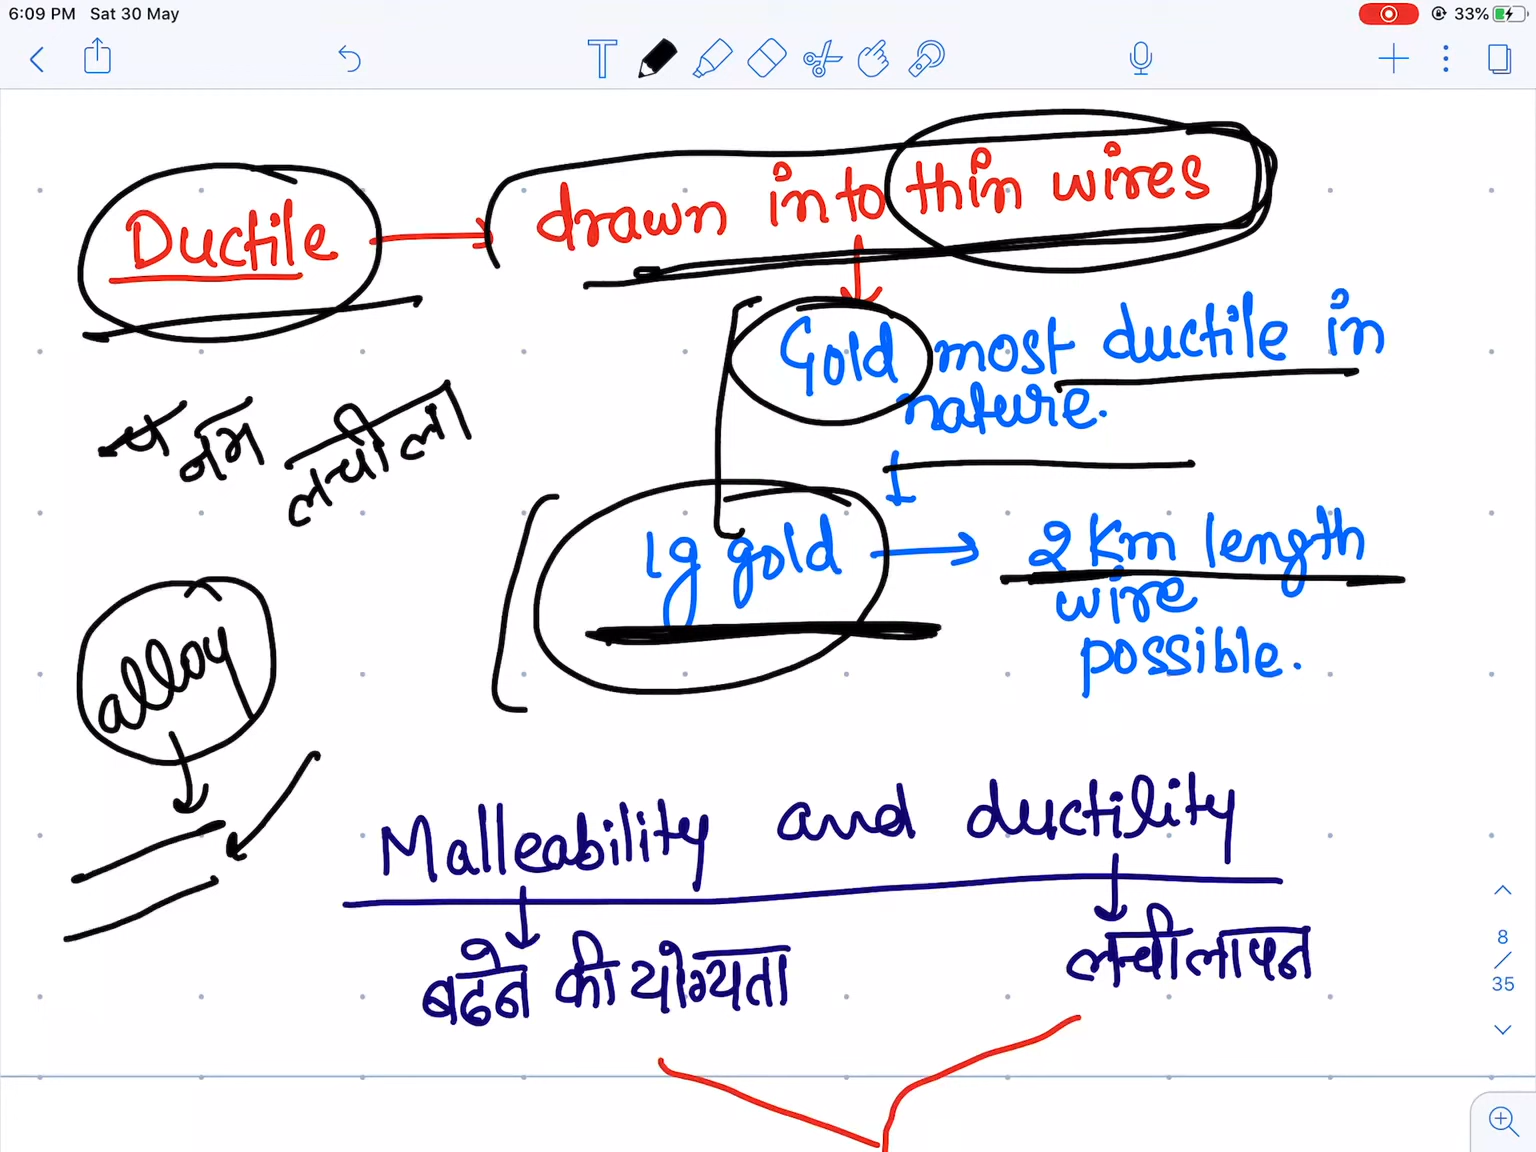 6:09 PM Sat 30 May
33%
T
Ductile → drawn into thin wires
Gold most ductile in
nature.
नरम लचीला
1g gold → 2 Km length
wire
possible.
alloy
Malleability and ductility
बढने की योग्यता
लचीलापन
8
/
35